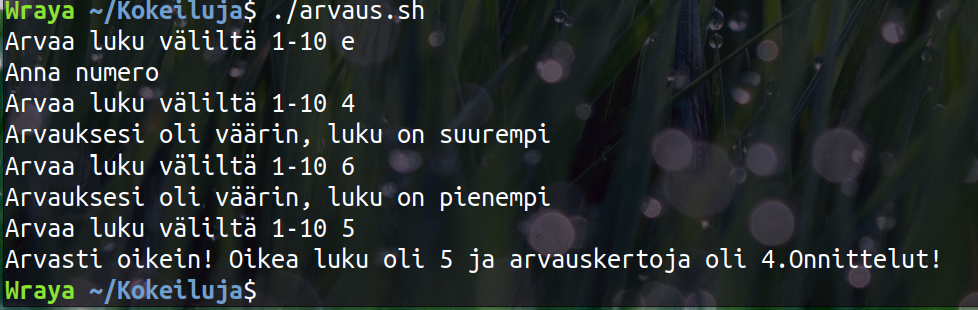 Wraya ~/Kokeiluja$ ./arvaus.sh
Arvaa luku väliltä 1-10 e
Anna numero
Arvaa luku väliltä 1-10 4
Arvauksesi oli väärin, luku on suurempi
Arvaa luku väliltä 1-10 6
Arvauksesi oli väärin, luku on pienempi
Arvaa luku väliltä 1-10 5
Arvasti oikein! Oikea luku oli 5 ja arvauskertoja oli 4.Onnittelut!
Wraya ~/Kokeiluja$